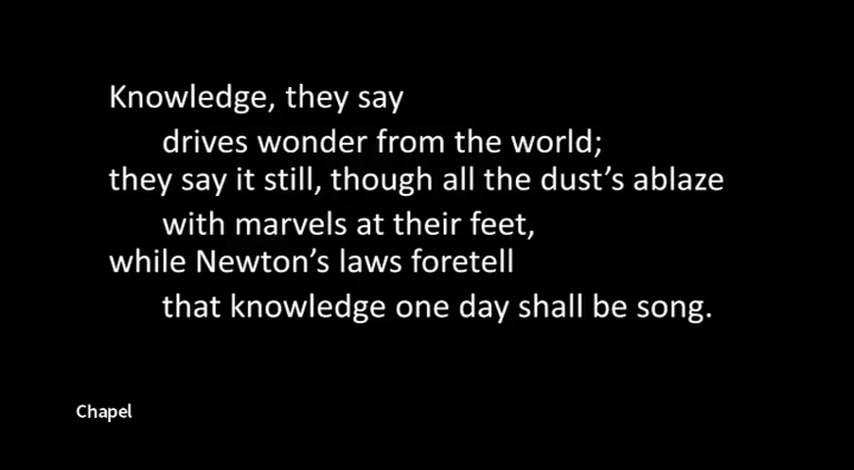 Knowledge, they say
drives wonder from the world;
they say it still, though all the dust’s ablaze
with marvels at their feet,
while Newton’s laws foretell
that knowledge one day shall be song.
Chapel